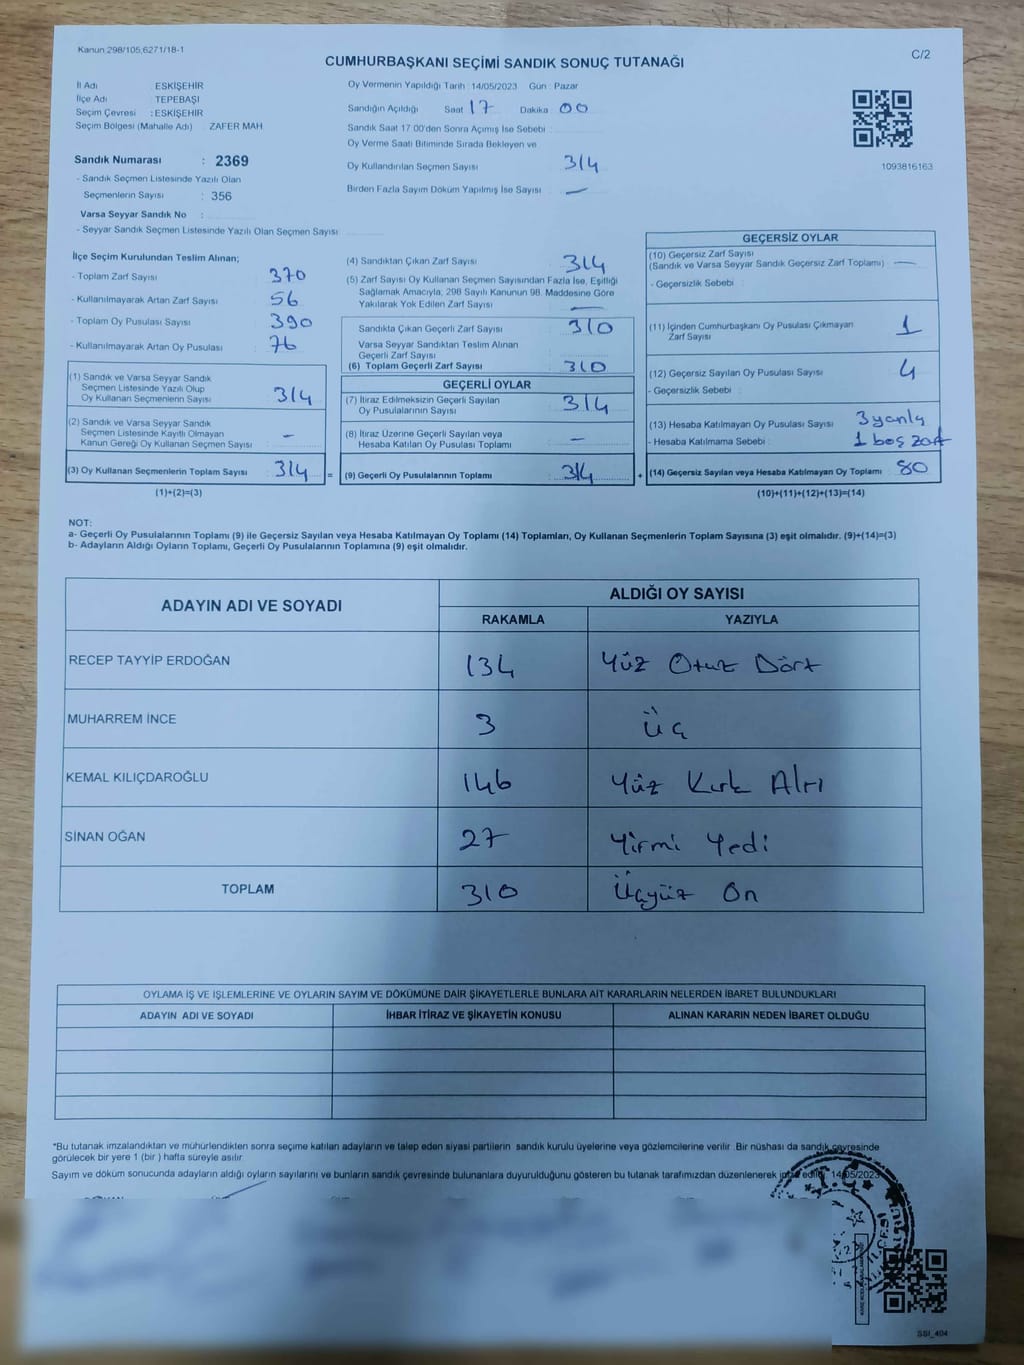 Kanun 298/105,6271/18-1
C/2
CUMHURBAŞKANI SEÇİMİ SANDIK SONUÇ TUTANAĞI
İl Adı ESKİŞEHİR
İlçe Adı TEPEBAŞI
Seçim Çevresi : ESKİŞEHİR
Seçim Bölgesi (Mahalle Adı) : ZAFER MAH
Sandık Numarası : 2369
- Sandık Seçmen Listesinde Yazılı Olan
Seçmenlerin Sayısı : 356
Varsa Seyyar Sandık No :
- Seyyar Sandık Seçmen Listesinde Yazılı Olan Seçmen Sayısı
Oy Vermenin Yapıldığı Tarih : 14/05/2023 Gün : Pazar
Sandığın Açıldığı Saat 17 Dakika 00
Sandık Saat 17 00'den Sonra Açımış İse Sebebi :
Oy Verme Saati Bitiminde Sırada Bekleyen ve
Oy Kullandırılan Seçmen Sayısı 314
Birden Fazla Sayım Döküm Yapılmış İse Sayısı —
1093816163
İlçe Seçim Kurulundan Teslim Alınan;
- Toplam Zarf Sayısı : 370
- Kullanılmayarak Artan Zarf Sayısı : 56
- Toplam Oy Pusulası Sayısı : 390
- Kullanılmayarak Artan Oy Pusulası : 76
(1) Sandık ve Varsa Seyyar Sandık
Seçmen Listesinde Yazılı Olup
Oy Kullanan Seçmenlerin Sayısı : 314
(2) Sandık ve Varsa Seyyar Sandık
Seçmen Listesinde Kayıtlı Olmayan
Kanun Gereği Oy Kullanan Seçmen Sayısı : —
(3) Oy Kullanan Seçmenlerin Toplam Sayısı : 314 =
(1)+(2)=(3)
(4) Sandıktan Çıkan Zarf Sayısı : 314
(5) Zarf Sayısı Oy Kullanan Seçmen Sayısından Fazla İse, Eşitliği
Sağlamak Amacıyla, 298 Sayılı Kanunun 98. Maddesine Göre
Yakılarak Yok Edilen Zarf Sayısı : —
Sandıkta Çıkan Geçerli Zarf Sayısı : 310
Varsa Seyyar Sandıktan Teslim Alınan
Geçerli Zarf Sayısı :
(6) Toplam Geçerli Zarf Sayısı : 310
GEÇERLİ OYLAR
(7) İtiraz Edilmeksizin Geçerli Sayılan
Oy Pusulalarının Sayısı : 314
(8) İtiraz Üzerine Geçerli Sayılan veya
Hesaba Katılan Oy Pusulası Toplamı : —
(9) Geçerli Oy Pusulalarının Toplamı : 314 +
GEÇERSİZ OYLAR
(10) Geçersiz Zarf Sayısı
(Sandık ve Varsa Seyyar Sandık Geçersiz Zarf Toplamı) : —
- Geçersizlik Sebebi :
(11) İçinden Cumhurbaşkanı Oy Pusulası Çıkmayan
Zarf Sayısı : 1
(12) Geçersiz Sayılan Oy Pusulası Sayısı : 4
- Geçersizlik Sebebi :
(13) Hesaba Katılmayan Oy Pusulası Sayısı : 3 yanlış
- Hesaba Katılmama Sebebi : 1 boş zarf
(14) Geçersiz Sayılan veya Hesaba Katılmayan Oy Toplamı : 80
(10)+(11)+(12)+(13)=(14)
NOT:
a- Geçerli Oy Pusulalarının Toplamı (9) ile Geçersiz Sayılan veya Hesaba Katılmayan Oy Toplamı (14) Toplamları, Oy Kullanan Seçmenlerin Toplam Sayısına (3) eşit olmalıdır. (9)+(14)=(3)
b- Adayların Aldığı Oyların Toplamı, Geçerli Oy Pusulalarının Toplamına (9) eşit olmalıdır.
ADAYIN ADI VE SOYADI ALDIĞI OY SAYISI
RAKAMLA YAZIYLA
RECEP TAYYİP ERDOĞAN 134 Yüz Otuz Dört
MUHARREM İNCE 3 Üç
KEMAL KILIÇDAROĞLU 146 Yüz Kırk Altı
SİNAN OĞAN 27 Yirmi Yedi
TOPLAM 310 Üçyüz On
OYLAMA İŞ VE İŞLEMLERİNE VE OYLARIN SAYIM VE DÖKÜMÜNE DAİR ŞİKAYETLERLE BUNLARA AİT KARARLARIN NELERDEN İBARET BULUNDUKLARI
ADAYIN ADI VE SOYADI İHBAR İTİRAZ VE ŞİKAYETİN KONUSU ALINAN KARARIN NEDEN İBARET OLDUĞU
*Bu tutanak imzalandıktan ve mühürlendikten sonra seçime katılan adayların ve talep eden siyasi partilerin sandık kurulu üyelerine veya gözlemcilerine verilir Bir nüshası da sandık çevresinde
görülecek bir yere 1 (bir ) hafta süreyle asılır
Sayım ve döküm sonucunda adayların aldığı oyların sayılarını ve bunların sandık çevresinde bulunanlara duyurulduğunu gösteren bu tutanak tarafımızdan düzenlenerek imza edildi 14/05/2023
T.C.
SSI_404